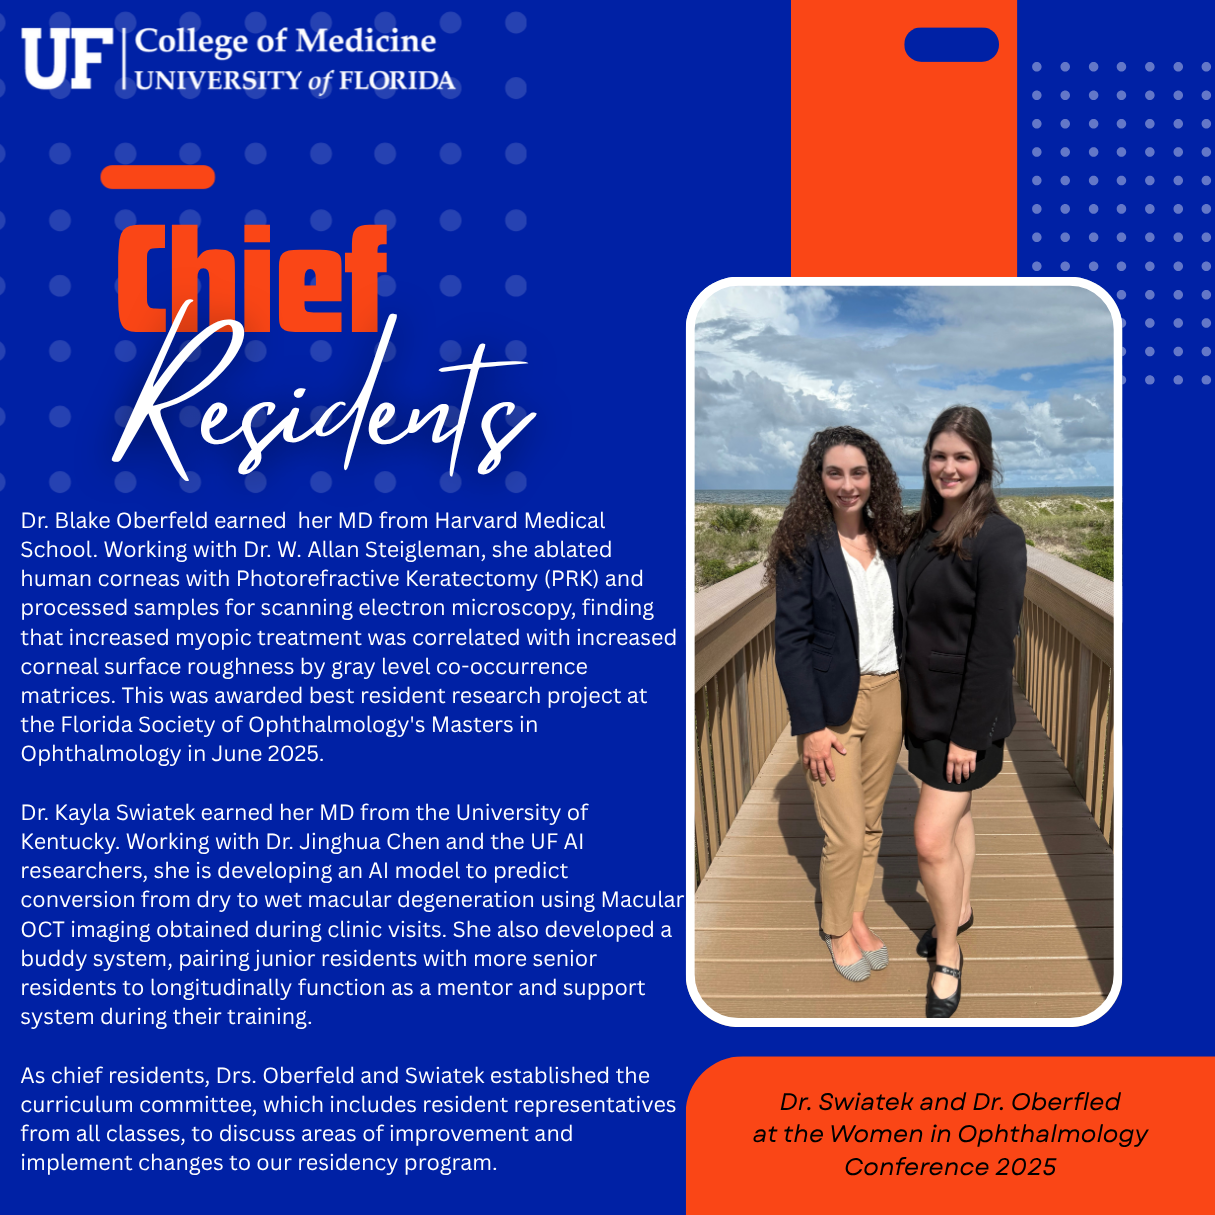 UF
College of Medicine
UNIVERSITY of FLORIDA
Chief
Residents
Dr. Blake Oberfeld earned  her MD from Harvard Medical
School. Working with Dr. W. Allan Steigleman, she ablated
human corneas with Photorefractive Keratectomy (PRK) and
processed samples for scanning electron microscopy, finding
that increased myopic treatment was correlated with increased
corneal surface roughness by gray level co-occurrence
matrices. This was awarded best resident research project at
the Florida Society of Ophthalmology's Masters in
Ophthalmology in June 2025.
Dr. Kayla Swiatek earned her MD from the University of
Kentucky. Working with Dr. Jinghua Chen and the UF AI
researchers, she is developing an AI model to predict
conversion from dry to wet macular degeneration using Macular
OCT imaging obtained during clinic visits. She also developed a
buddy system, pairing junior residents with more senior
residents to longitudinally function as a mentor and support
system during their training.
As chief residents, Drs. Oberfeld and Swiatek established the
curriculum committee, which includes resident representatives
from all classes, to discuss areas of improvement and
implement changes to our residency program.
Dr. Swiatek and Dr. Oberfled
at the Women in Ophthalmology
Conference 2025